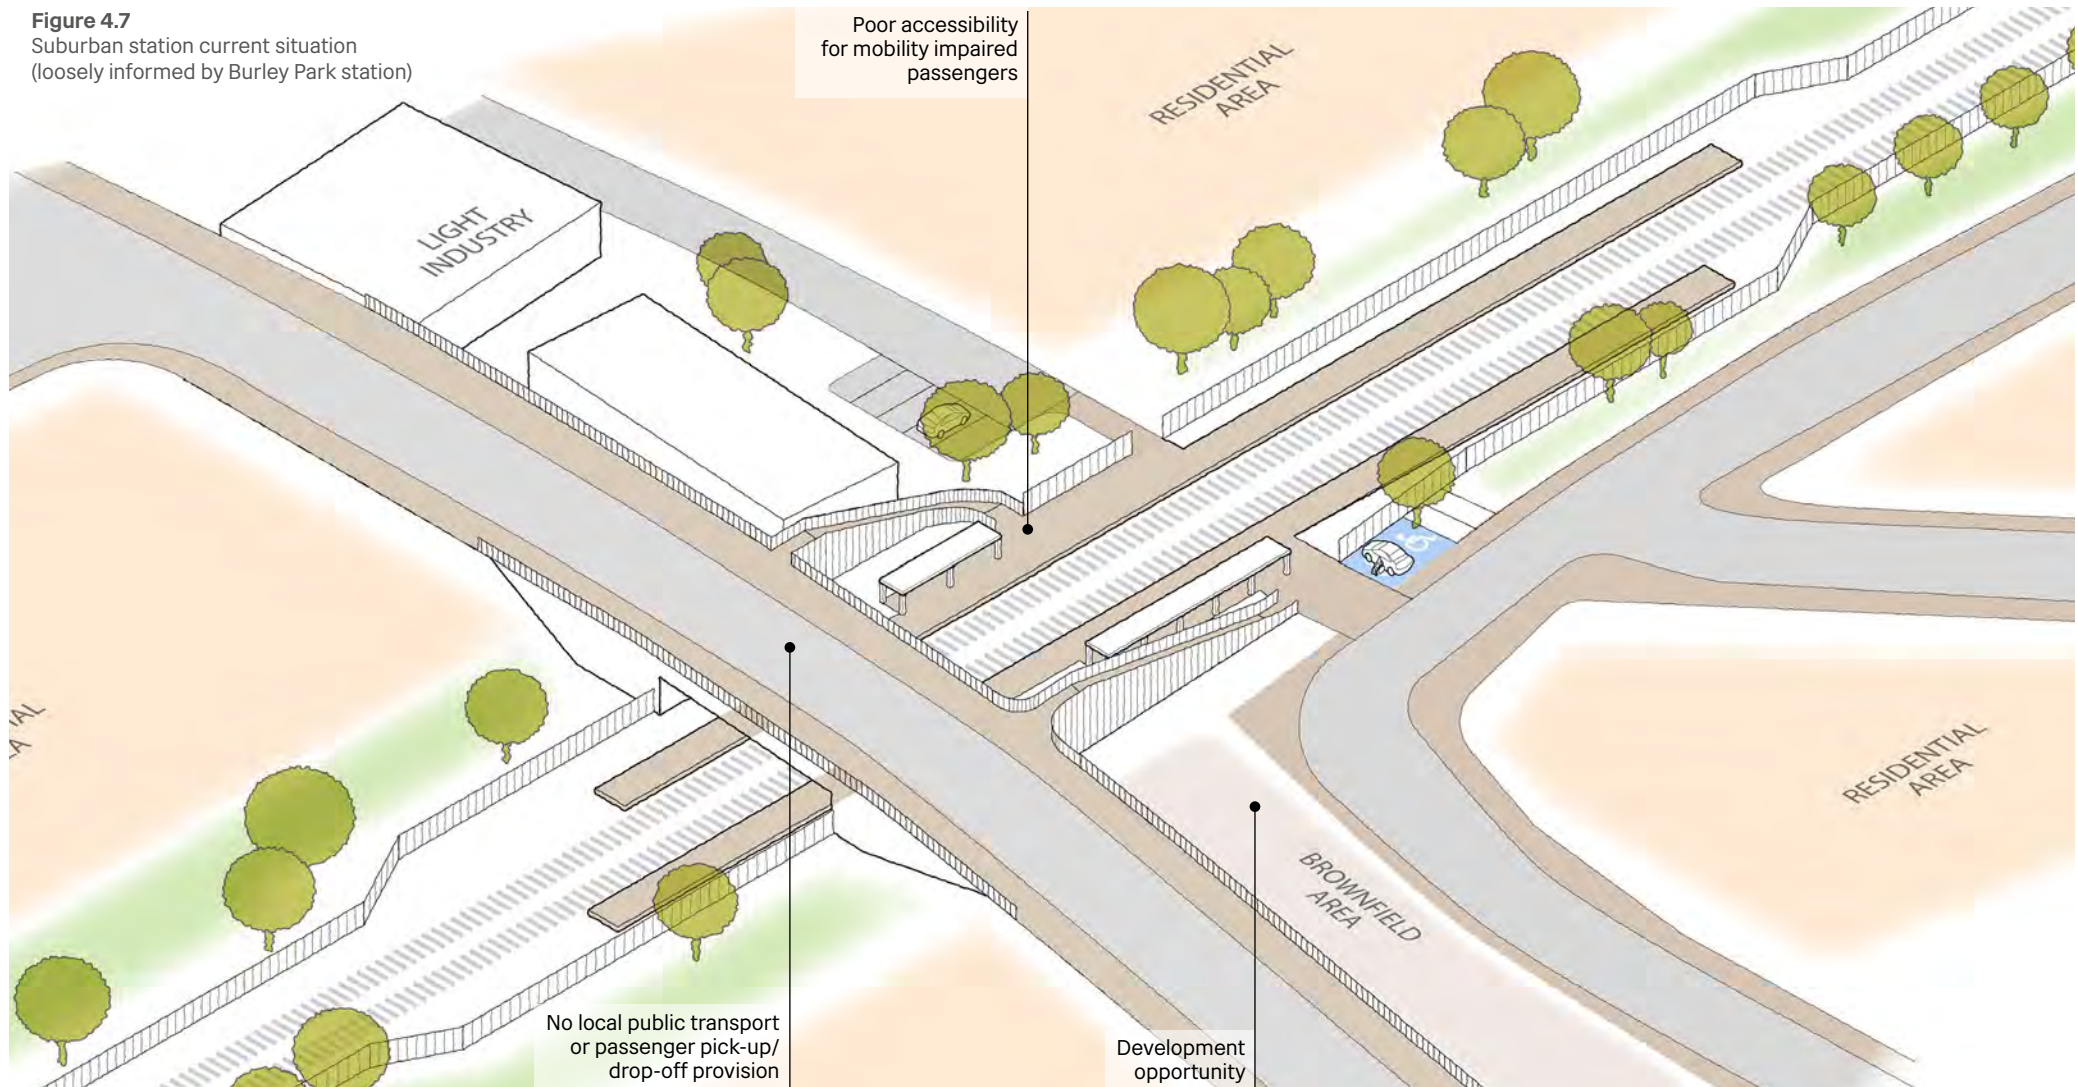 Figure 4.7
Suburban station current situation
(loosely informed by Burley Park station)
Poor accessibility
for mobility impaired
passengers
RESIDENTIAL
AREA
LIGHT
INDUSTRY
RESIDENTIAL
AREA
BROWNFIELD
AREA
No local public transport
or passenger pick-up/
drop-off provision
Development
opportunity